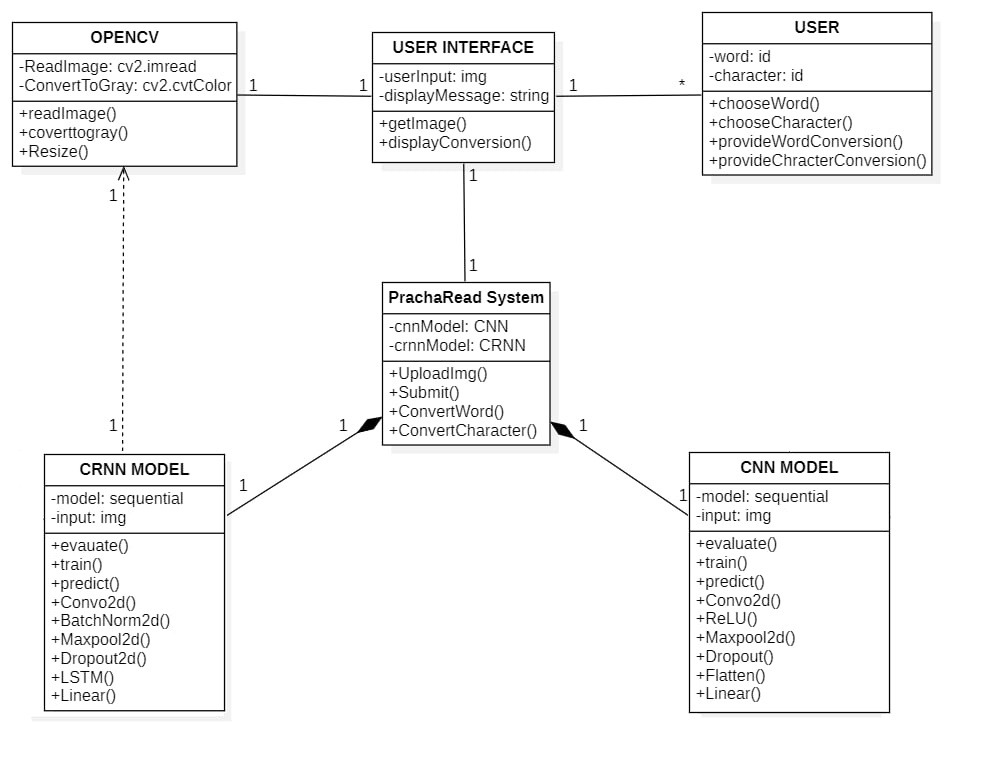 OPENCV
-ReadImage: cv2.imread
-ConvertToGray: cv2.cvtColor
+readImage()
+coverttogray()
+Resize()
1
1
USER INTERFACE
-userInput: img
-displayMessage: string
+getImage()
+displayConversion()
1
*
USER
-word: id
-character: id
+chooseWord()
+chooseCharacter()
+provideWordConversion()
+provideChracterConversion()
1
1
1
1
PrachaRead System
-cnnModel: CNN
-crnnModel: CRNN
+UploadImg()
+Submit()
+ConvertWord()
+ConvertCharacter()
1
1
1
1
CRNN MODEL
-model: sequential
-input: img
+evauate()
+train()
+predict()
+Convo2d()
+BatchNorm2d()
+Maxpool2d()
+Dropout2d()
+LSTM()
+Linear()
CNN MODEL
-model: sequential
-input: img
+evaluate()
+train()
+predict()
+Convo2d()
+ReLU()
+Maxpool2d()
+Dropout()
+Flatten()
+Linear()